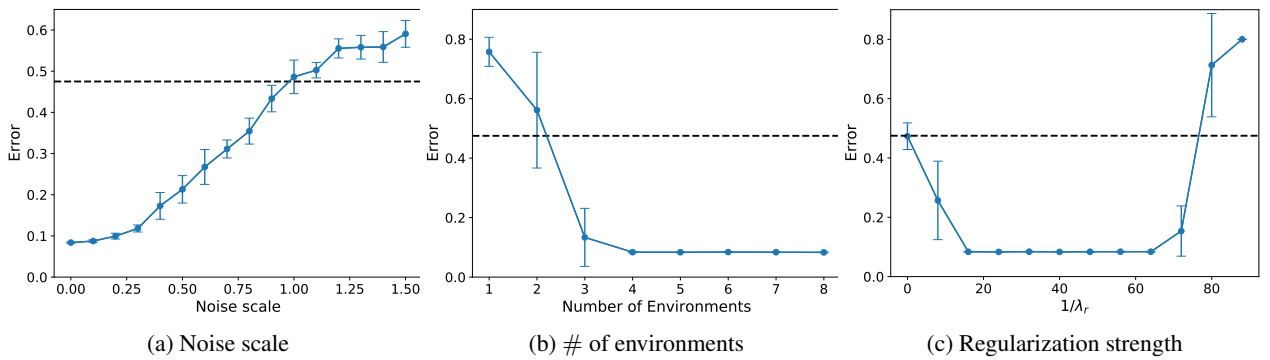 0.6
0.5
0.4
0.3
0.2
0.1
0.0
Error
0.00 0.25 0.50 0.75 1.00 1.25 1.50
Noise scale
(a) Noise scale
0.8
0.6
0.4
0.2
0.0
Error
1 2 3 4 5 6 7 8
Number of Environments
(b) # of environments
0.8
0.6
0.4
0.2
0.0
Error
0 20 40 60 80
1/λr
(c) Regularization strength